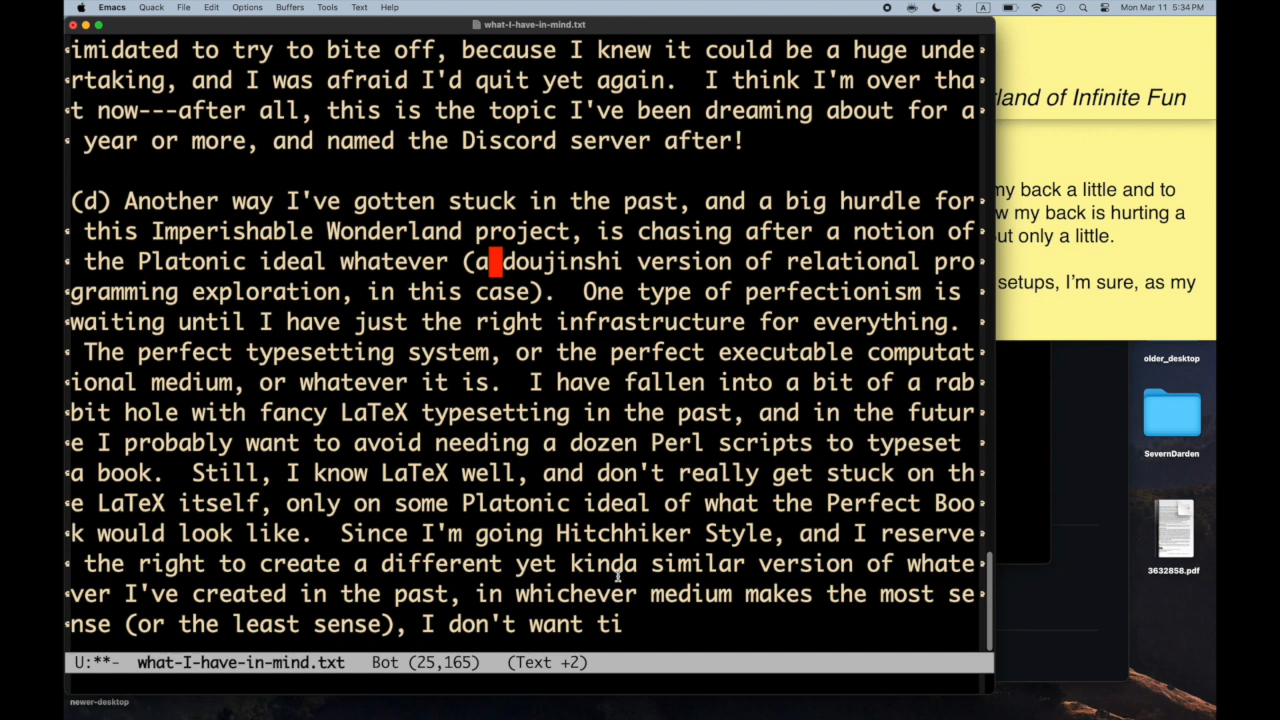 Emacs Quack File Edit Options Buffers Tools Text Help
A Mon Mar 11 5:34 PM
what-I-have-in-mind.txt
imidated to try to bite off, because I knew it could be a huge unde
rtaking, and I was afraid I'd quit yet again.  I think I'm over tha
t now---after all, this is the topic I've been dreaming about for a
year or more, and named the Discord server after!
(d) Another way I've gotten stuck in the past, and a big hurdle for
this Imperishable Wonderland project, is chasing after a notion of
the Platonic ideal whatever (a doujinshi version of relational pro
gramming exploration, in this case).  One type of perfectionism is
waiting until I have just the right infrastructure for everything.
The perfect typesetting system, or the perfect executable computat
ional medium, or whatever it is.  I have fallen into a bit of a rab
bit hole with fancy LaTeX typesetting in the past, and in the futur
e I probably want to avoid needing a dozen Perl scripts to typeset
a book.  Still, I know LaTeX well, and don't really get stuck on th
e LaTeX itself, only on some Platonic ideal of what the Perfect Boo
k would look like.  Since I'm going Hitchhiker Style, and I reserve
the right to create a different yet kinda similar version of whate
ver I've created in the past, in whichever medium makes the most se
nse (or the least sense), I don't want ti
U:**-  what-I-have-in-mind.txt   Bot (25,165)   (Text +2)
land of Infinite Fun
my back a little and to
w my back is hurting a
ut only a little.
setups, I'm sure, as my
older_desktop
SevernDarden
3632858.pdf
newer-desktop